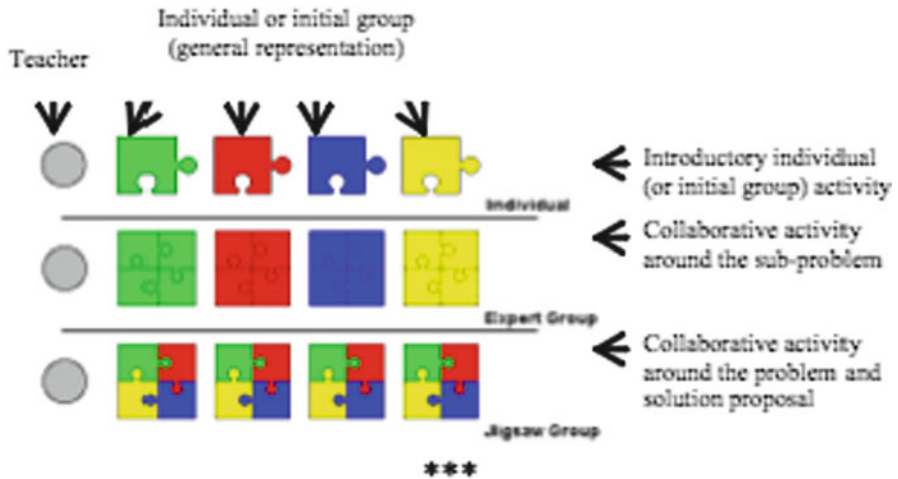 Individual or initial group
(general representation)
Teacher
Introductory individual
(or initial group) activity
Individual
Collaborative activity
around the sub-problem
Expert Group
Collaborative activity
around the problem and
solution proposal
Jigsaw Group
***